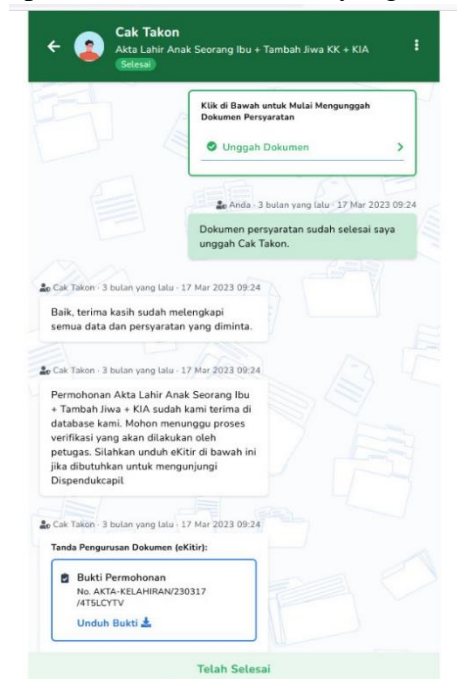 Cak Takon
Akta Lahir Anak Seorang Ibu + Tambah Jiwa KK + KIA
Selesai
Klik di Bawah untuk Mulai Mengunggah
Dokumen Persyaratan
Unggah Dokumen
Anda - 3 bulan yang lalu - 17 Mar 2023 09:24
Dokumen persyaratan sudah selesai saya
unggah Cak Takon.
Cak Takon - 3 bulan yang lalu - 17 Mar 2023 09:24
Baik, terima kasih sudah melengkapi
semua data dan persyaratan yang diminta.
Cak Takon - 3 bulan yang lalu - 17 Mar 2023 09:24
Permohonan Akta Lahir Anak Seorang Ibu
+ Tambah Jiwa + KIA sudah kami terima di
database kami. Mohon menunggu proses
verifikasi yang akan dilakukan oleh
petugas. Silahkan unduh eKitir di bawah ini
jika dibutuhkan untuk mengunjungi
Dispendukcapil
Cak Takon - 3 bulan yang lalu - 17 Mar 2023 09:24
Tanda Pengurusan Dokumen (eKitir):
Bukti Permohonan
No. AKTA-KELAHIRAN/230317
/4T5LCYTV
Unduh Bukti
Telah Selesai